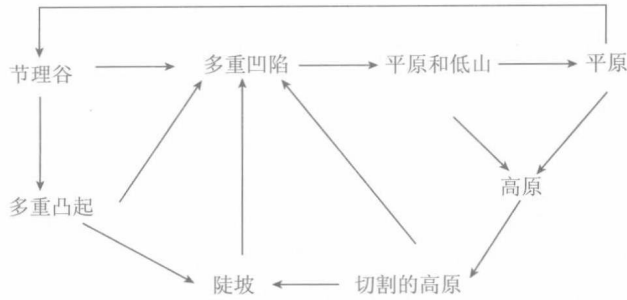 节理谷
多重凹陷
平原和低山
平原
多重凸起
高原
陡坡
切割的高原